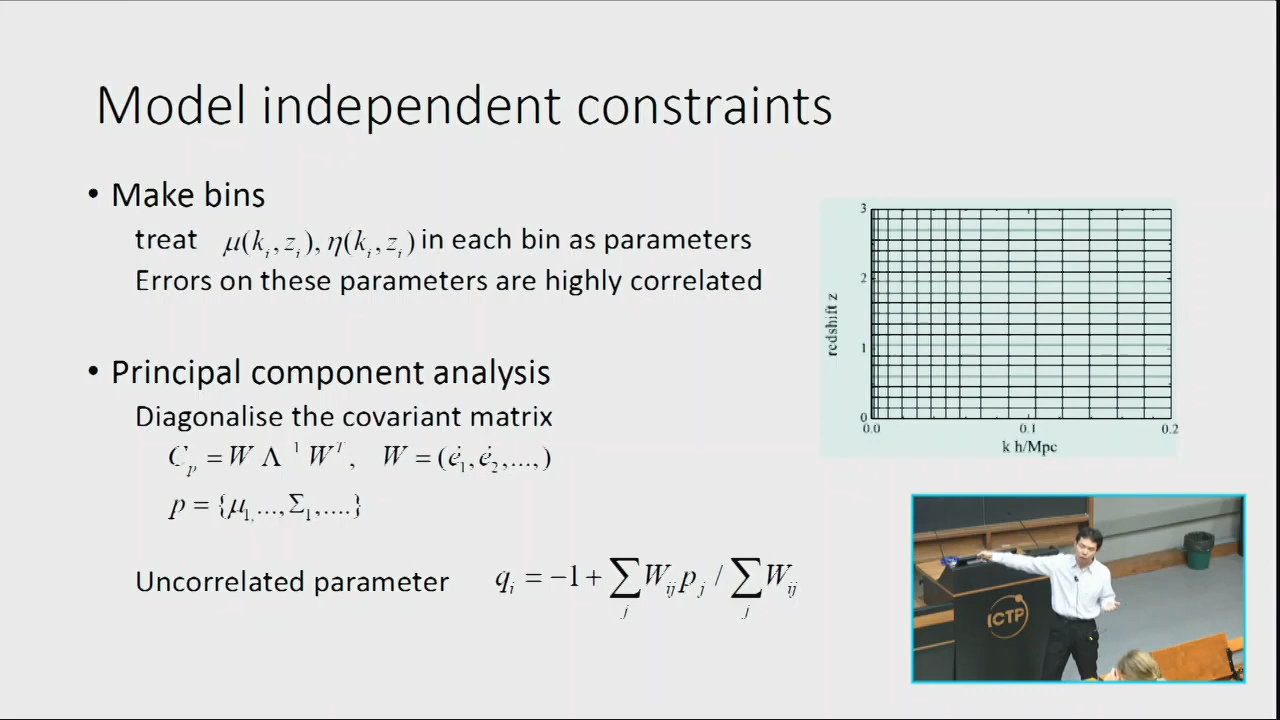 Model independent constraints
• Make bins
treat μ(k_i, z_i), η(k_i, z_i) in each bin as parameters
Errors on these parameters are highly correlated
• Principal component analysis
Diagonalise the covariant matrix
C_p = W Λ ^1 W^T, W = (e_1, e_2, ..., )
p = {μ_1, ..., Σ_1, ....}
Uncorrelated parameter q_i = −1 + ∑_j W_ij p_j / ∑_j W_ij
3
2
1
0
redshift z
0.0 0.1 0.2
k h/Mpc
ICTP